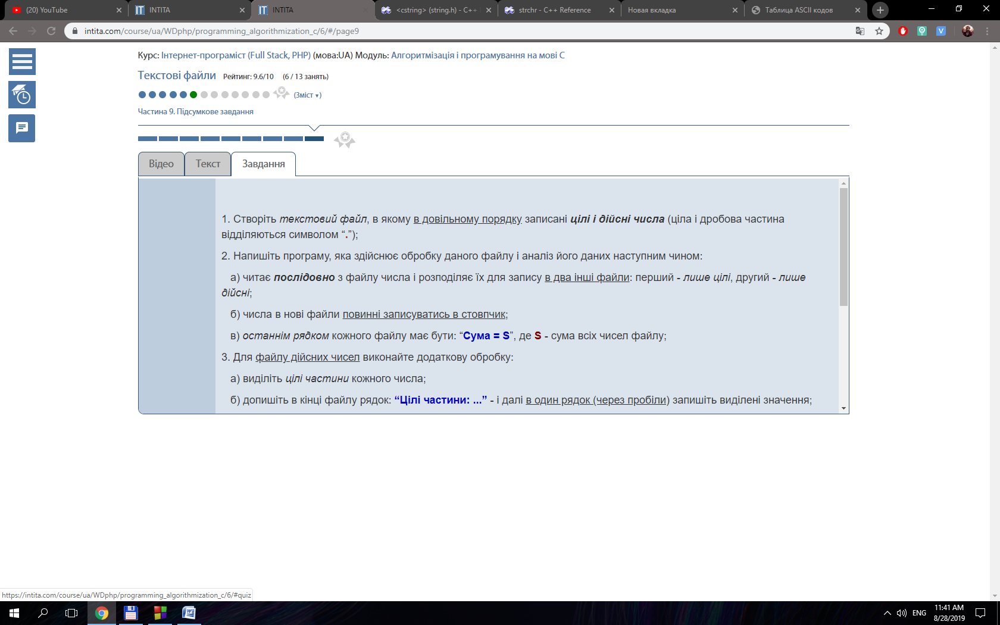 (20) YouTube
INTITA
INTITA
<cstring> (string.h) - C++
strchr - C++ Reference
Новая вкладка
Таблица ASCII кодов
intita.com/course/ua/WDphp/programming_algorithmization_c/6/#/page9
Курс: Інтернет-програміст (Full Stack, PHP) (мова:UA) Модуль: Алгоритмізація і програмування на мові С
Текстові файли Рейтинг: 9.6/10 (6 / 13 занять)
(Зміст ▾)
Частина 9. Підсумкове завдання
Відео
Текст
Завдання
1. Створіть текстовий файл, в якому в довільному порядку записані цілі і дійсні числа (ціла і дробова частина
відділяються символом “.”);
2. Напишіть програму, яка здійснює обробку даного файлу і аналіз його даних наступним чином:
а) читає послідовно з файлу числа і розподіляє їх для запису в два інші файли: перший - лише цілі, другий - лише
дійсні;
б) числа в нові файли повинні записуватись в стовпчик;
в) останнім рядком кожного файлу має бути: “Сума = S”, де S - сума всіх чисел файлу;
3. Для файлу дійсних чисел виконайте додаткову обробку:
а) виділіть цілі частини кожного числа;
б) допишіть в кінці файлу рядок: “Цілі частини: ...” - і далі в один рядок (через пробіли) запишіть виділені значення;
https://intita.com/course/ua/WDphp/programming_algorithmization_c/6/#quiz
ENG
11:41 AM
8/28/2019